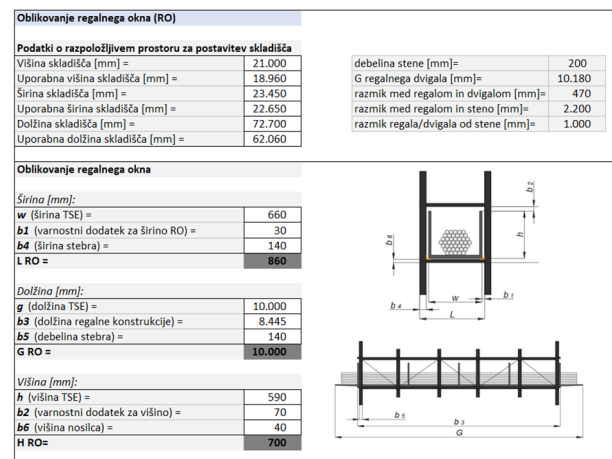 Oblikovanje regalnega okna (RO)
Podatki o razpoložljivem prostoru za postavitev skladišča
Višina skladišča [mm] = 21.000
Uporabna višina skladišča [mm] = 18.960
Širina skladišča [mm] = 23.450
Uporabna širina skladišča [mm] = 22.650
Dolžina skladišča [mm] = 72.700
Uporabna dolžina skladišča [mm] = 62.060
debelina stene [mm]= 200
G regalnega dvigala [mm]= 10.180
razmik med regalom in dvigalom [mm]= 470
razmik med regalom in steno [mm]= 2.200
razmik regala/dvigala od stene [mm]= 1.000
Oblikovanje regalnega okna
Širina [mm]:
w (širina TSE) = 660
b1 (varnostni dodatek za širino RO) = 30
b4 (širina stebra) = 140
L RO = 860
Dolžina [mm]:
g (dolžina TSE) = 10.000
b3 (dolžina regalne konstrukcije) = 8.445
b5 (debelina stebra) = 140
G RO = 10.000
Višina [mm]:
h (višina TSE) = 590
b2 (varnostni dodatek za višino) = 70
b6 (višina nosilca) = 40
H RO= 700
b 2
h
b 6
b 4
w
b 1
L
b 5
b 3
G